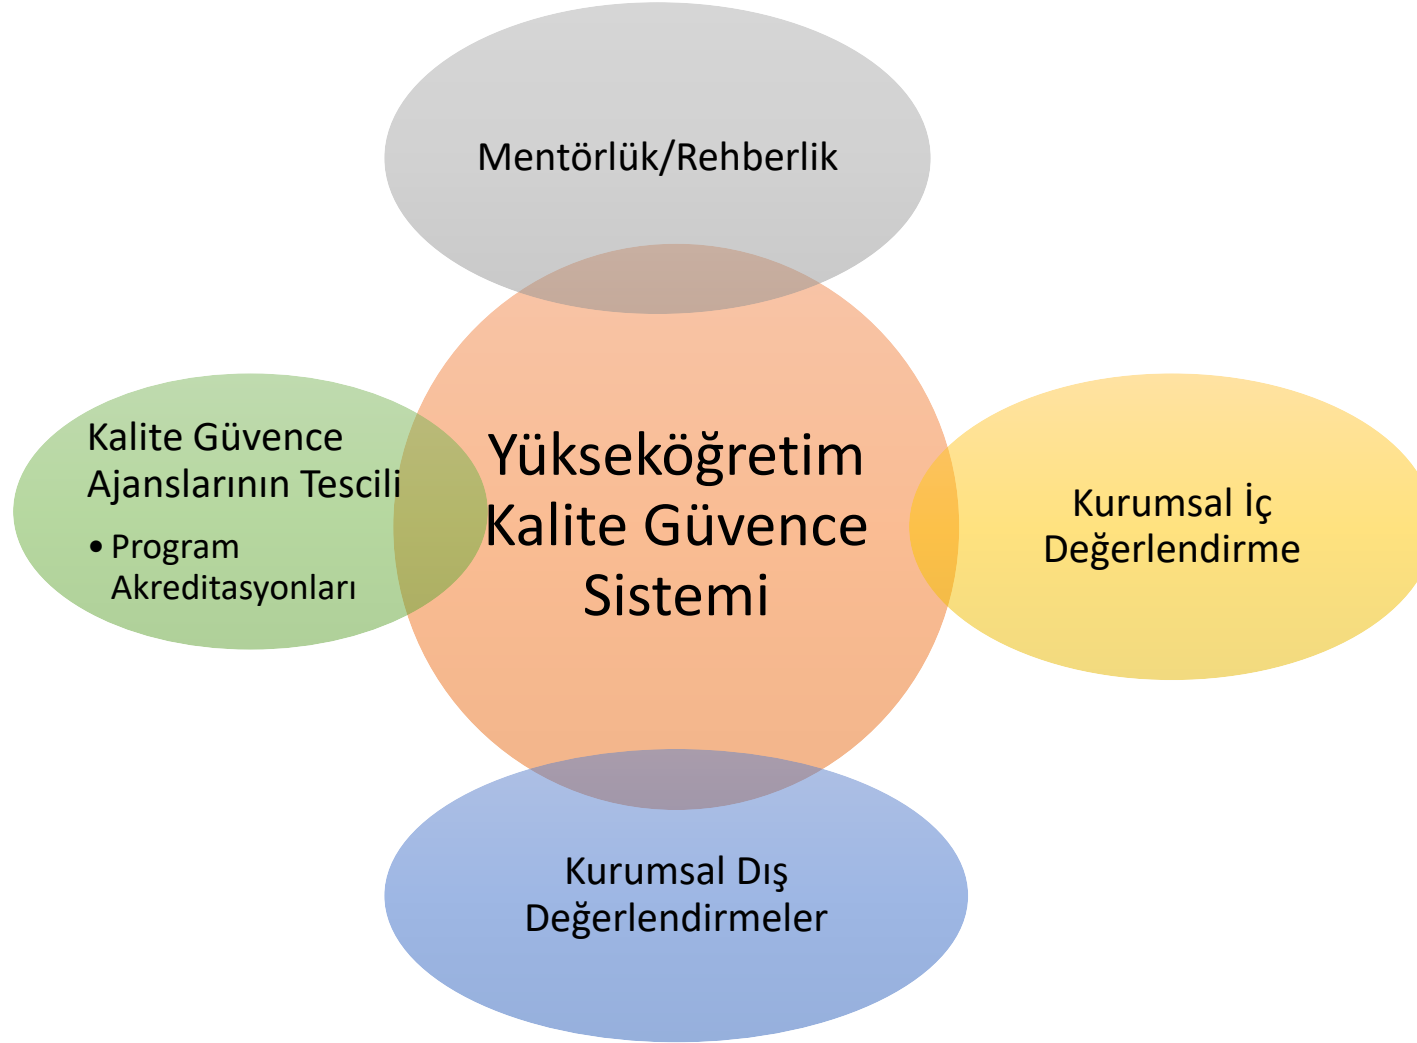 Mentörlük/Rehberlik
Kalite Güvence
Ajanslarının Tescili
• Program
Akreditasyonları
Yükseköğretim
Kalite Güvence
Sistemi
Kurumsal İç
Değerlendirme
Kurumsal Dış
Değerlendirmeler